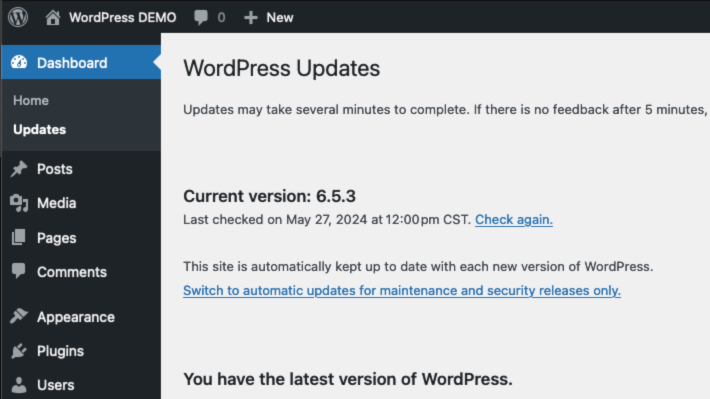 WordPress DEMO 0 New
Dashboard
Home
Updates
Posts
Media
Pages
Comments
Appearance
Plugins
Users
WordPress Updates
Updates may take several minutes to complete. If there is no feedback after 5 minutes,
Current version: 6.5.3
Last checked on May 27, 2024 at 12:00 pm CST. Check again.
This site is automatically kept up to date with each new version of WordPress.
Switch to automatic updates for maintenance and security releases only.
You have the latest version of WordPress.